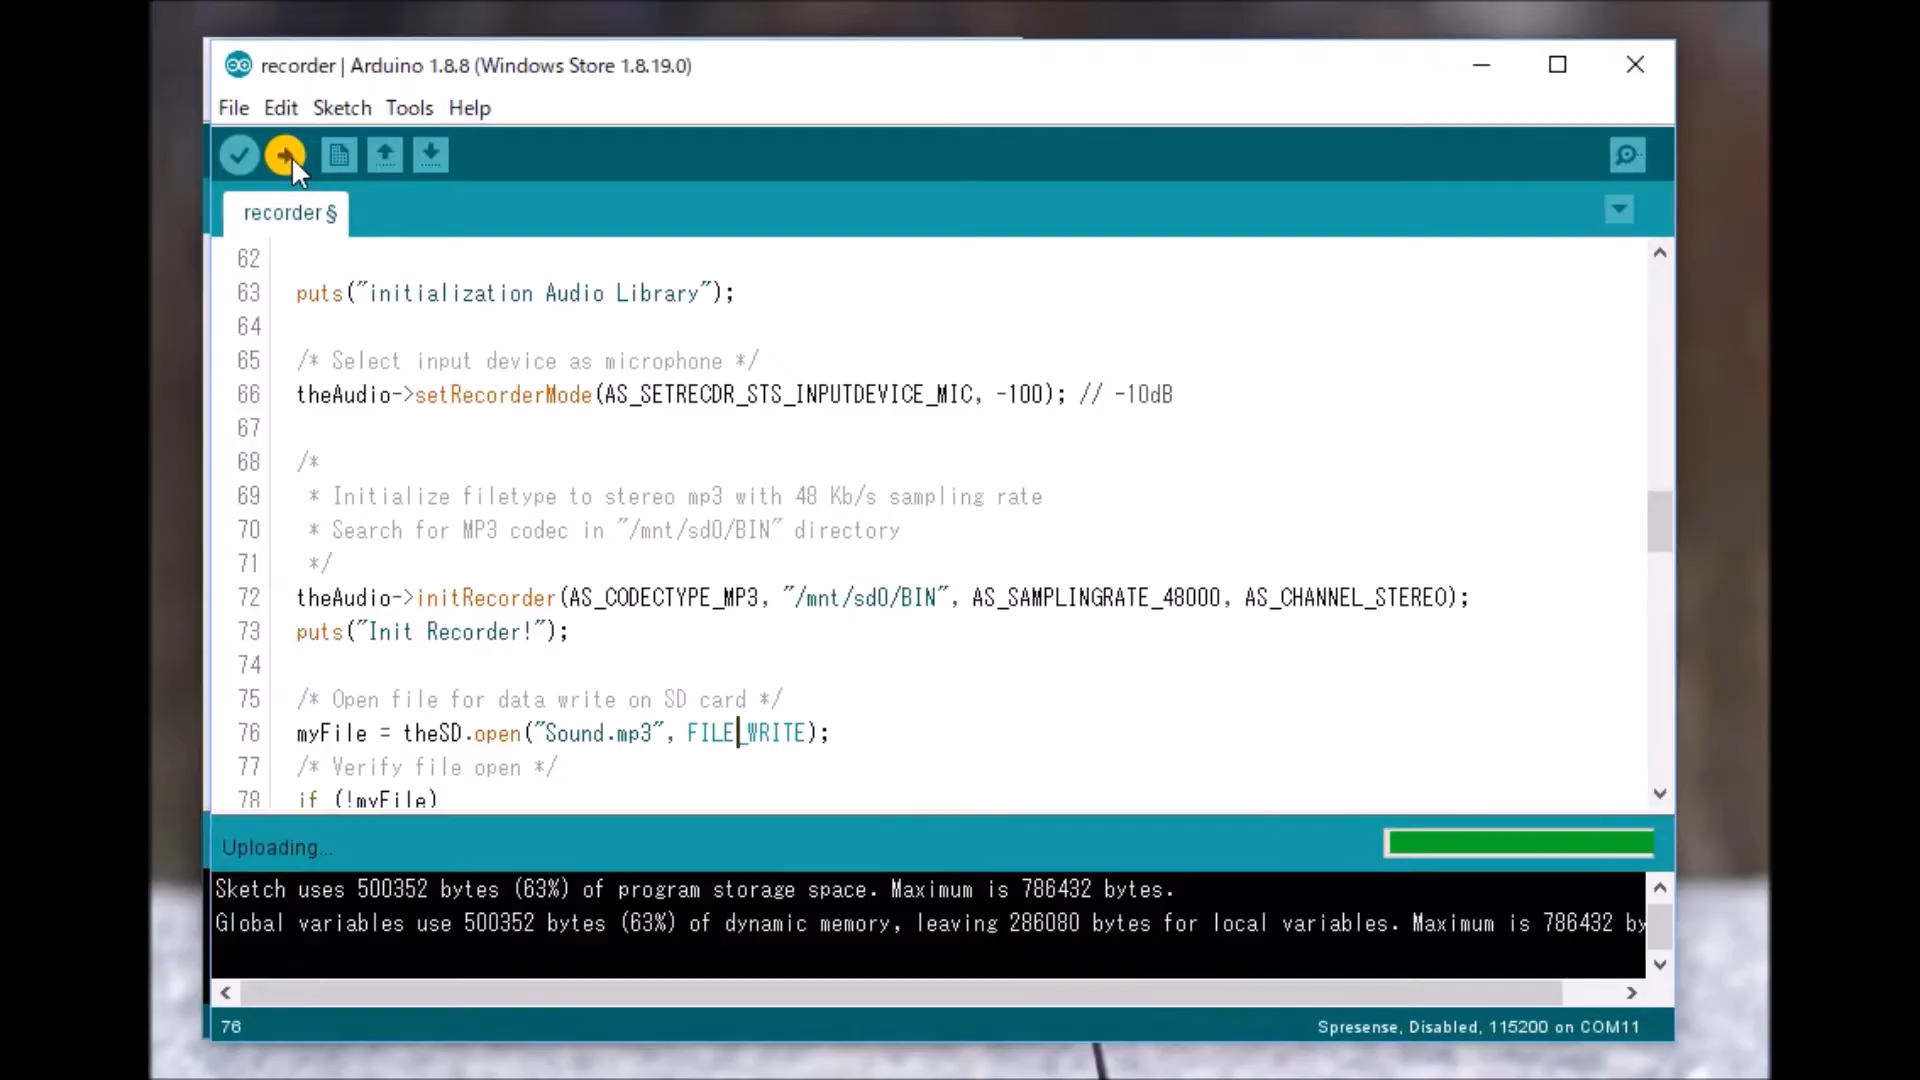 recorder | Arduino 1.8.8 (Windows Store 1.8.19.0)
File Edit Sketch Tools Help
recorder §
62
63 puts("initialization Audio Library");
64
65 /* Select input device as microphone */
66 theAudio->setRecorderMode(AS_SETRECDR_STS_INPUTDEVICE_MIC, -100); // -10dB
67
68 /*
69 * Initialize filetype to stereo mp3 with 48 Kb/s sampling rate
70 * Search for MP3 codec in "/mnt/sd0/BIN" directory
71 */
72 theAudio->initRecorder(AS_CODECTYPE_MP3, "/mnt/sd0/BIN", AS_SAMPLINGRATE_48000, AS_CHANNEL_STEREO);
73 puts("Init Recorder!");
74
75 /* Open file for data write on SD card */
76 myFile = theSD.open("Sound.mp3", FILE_WRITE);
77 /* Verify file open */
78 if (!myFile)
Uploading...
Sketch uses 500352 bytes (63%) of program storage space. Maximum is 786432 bytes.
Global variables use 500352 bytes (63%) of dynamic memory, leaving 286080 bytes for local variables. Maximum is 786432 by
76
Spresense, Disabled, 115200 on COM11